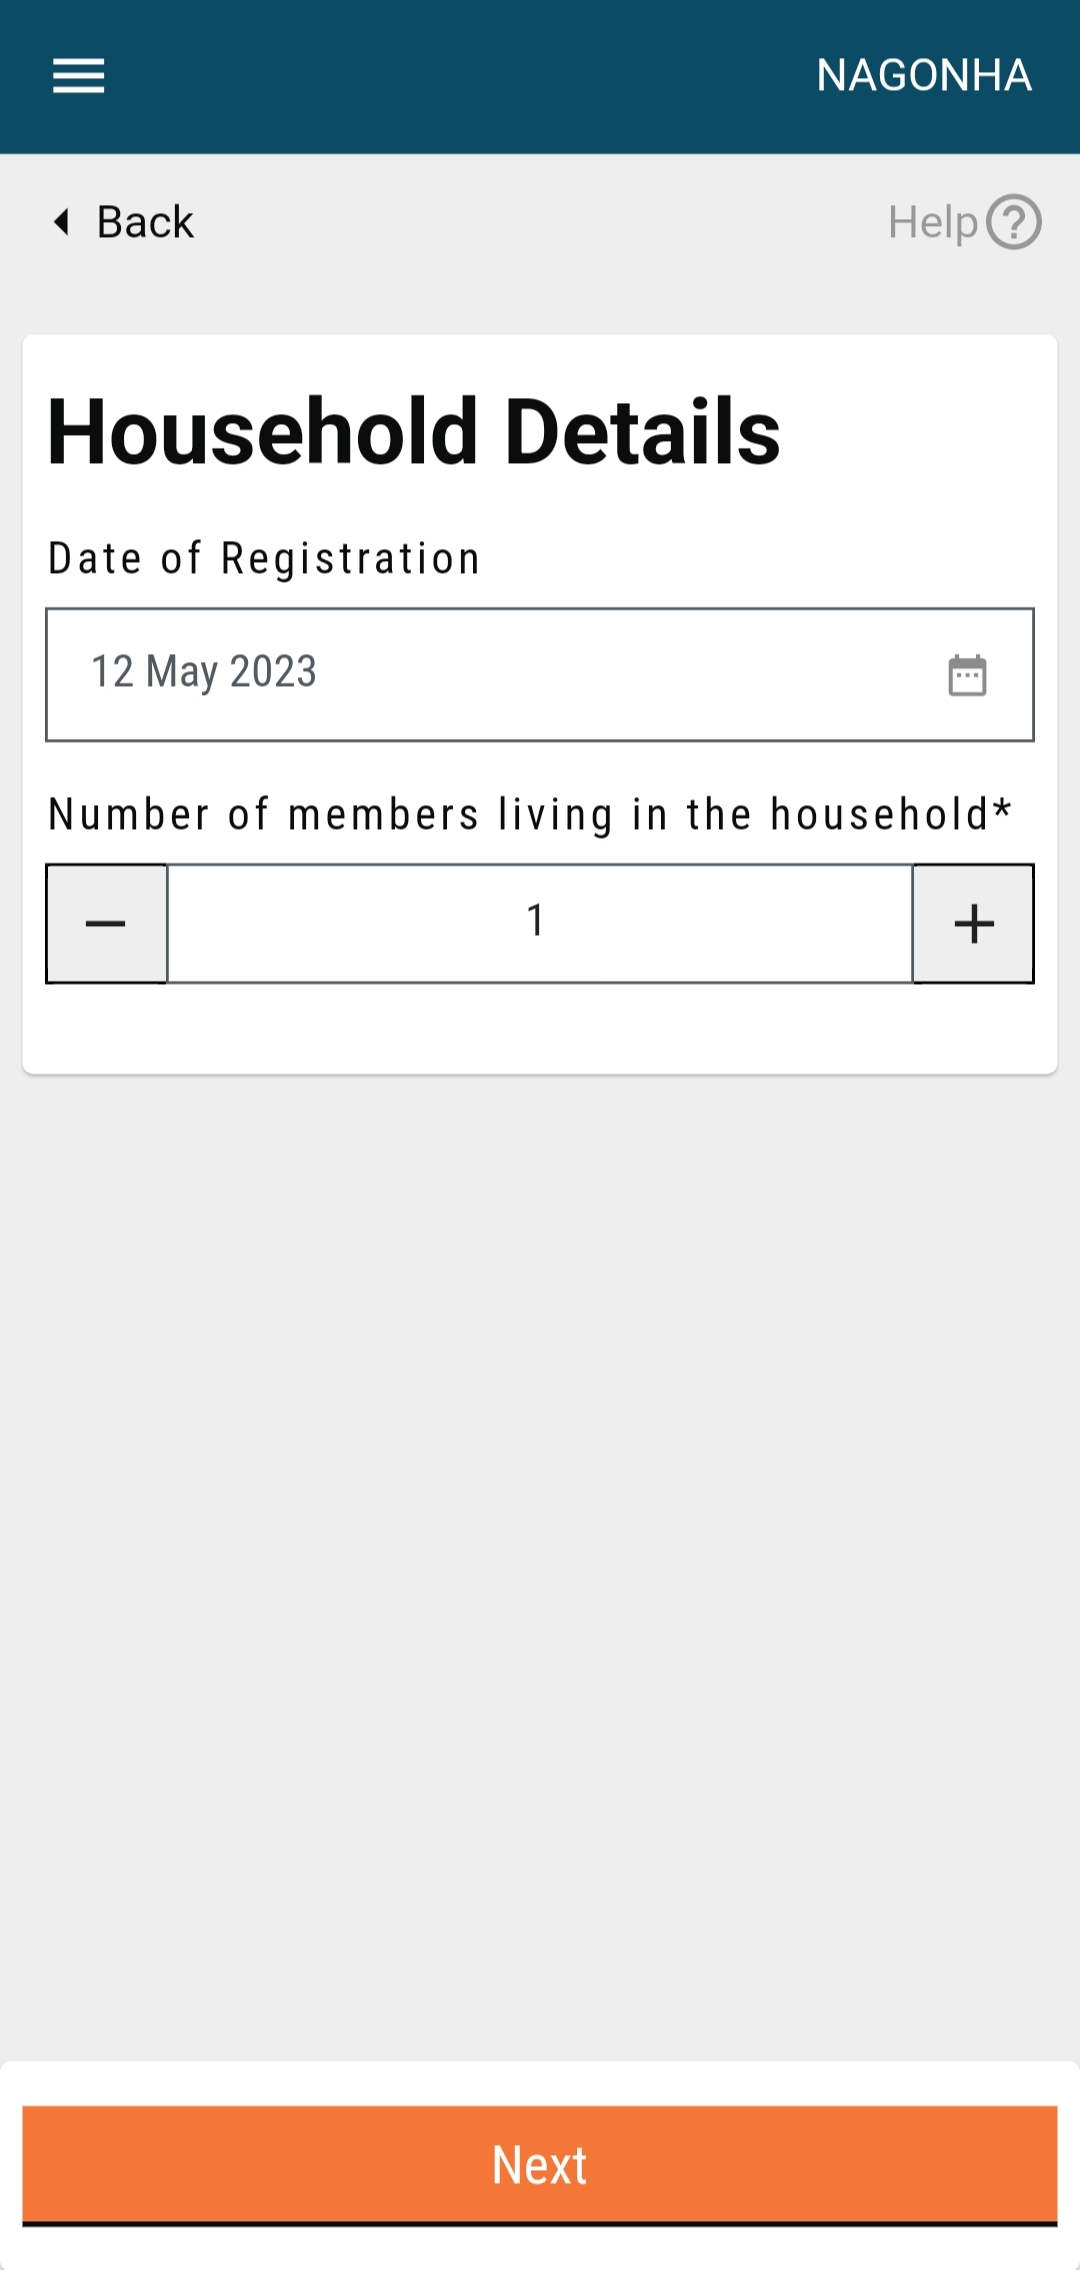 NAGONHA
Back
Help ?
Household Details
Date of Registration
12 May 2023
Number of members living in the household*
1
Next